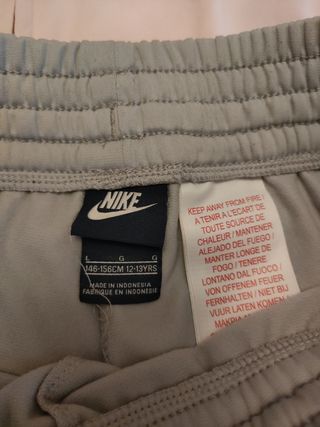 NIKE
L G G
146-156CM 12-13YRS
MADE IN INDONESIA
FABRIQUE EN INDONESIE
KEEP AWAY FROM FIRE /
A TENIR A L'ECART DE
TOUTE SOURCE DE
CHALEUR / MANTENER
ALEJADO DEL FUEGO /
MANTER LONGE DE
FOGO / TENERE
LONTANO DAL FUOCO /
VON OFFENEM FEUER
FERNHALTEN / NIET BIJ
VUUR LATEN KOMEN /